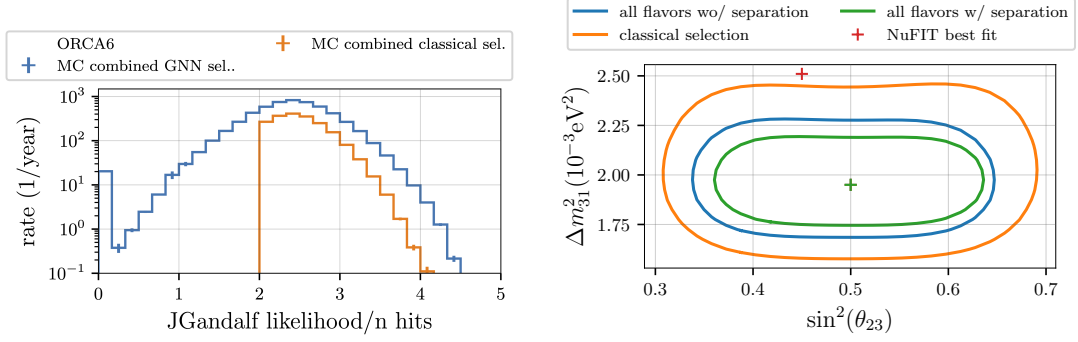 ORCA6
MC combined GNN sel..
MC combined classical sel.
rate (1/year)
10³
10²
10¹
10⁰
10⁻¹
0 1 2 3 4 5
JGandalf likelihood/n hits
all flavors wo/ separation
classical selection
all flavors w/ separation
NuFIT best fit
Δm²₃₁(10⁻³eV²)
2.50
2.25
2.00
1.75
0.3 0.4 0.5 0.6 0.7
sin²(θ₂₃)